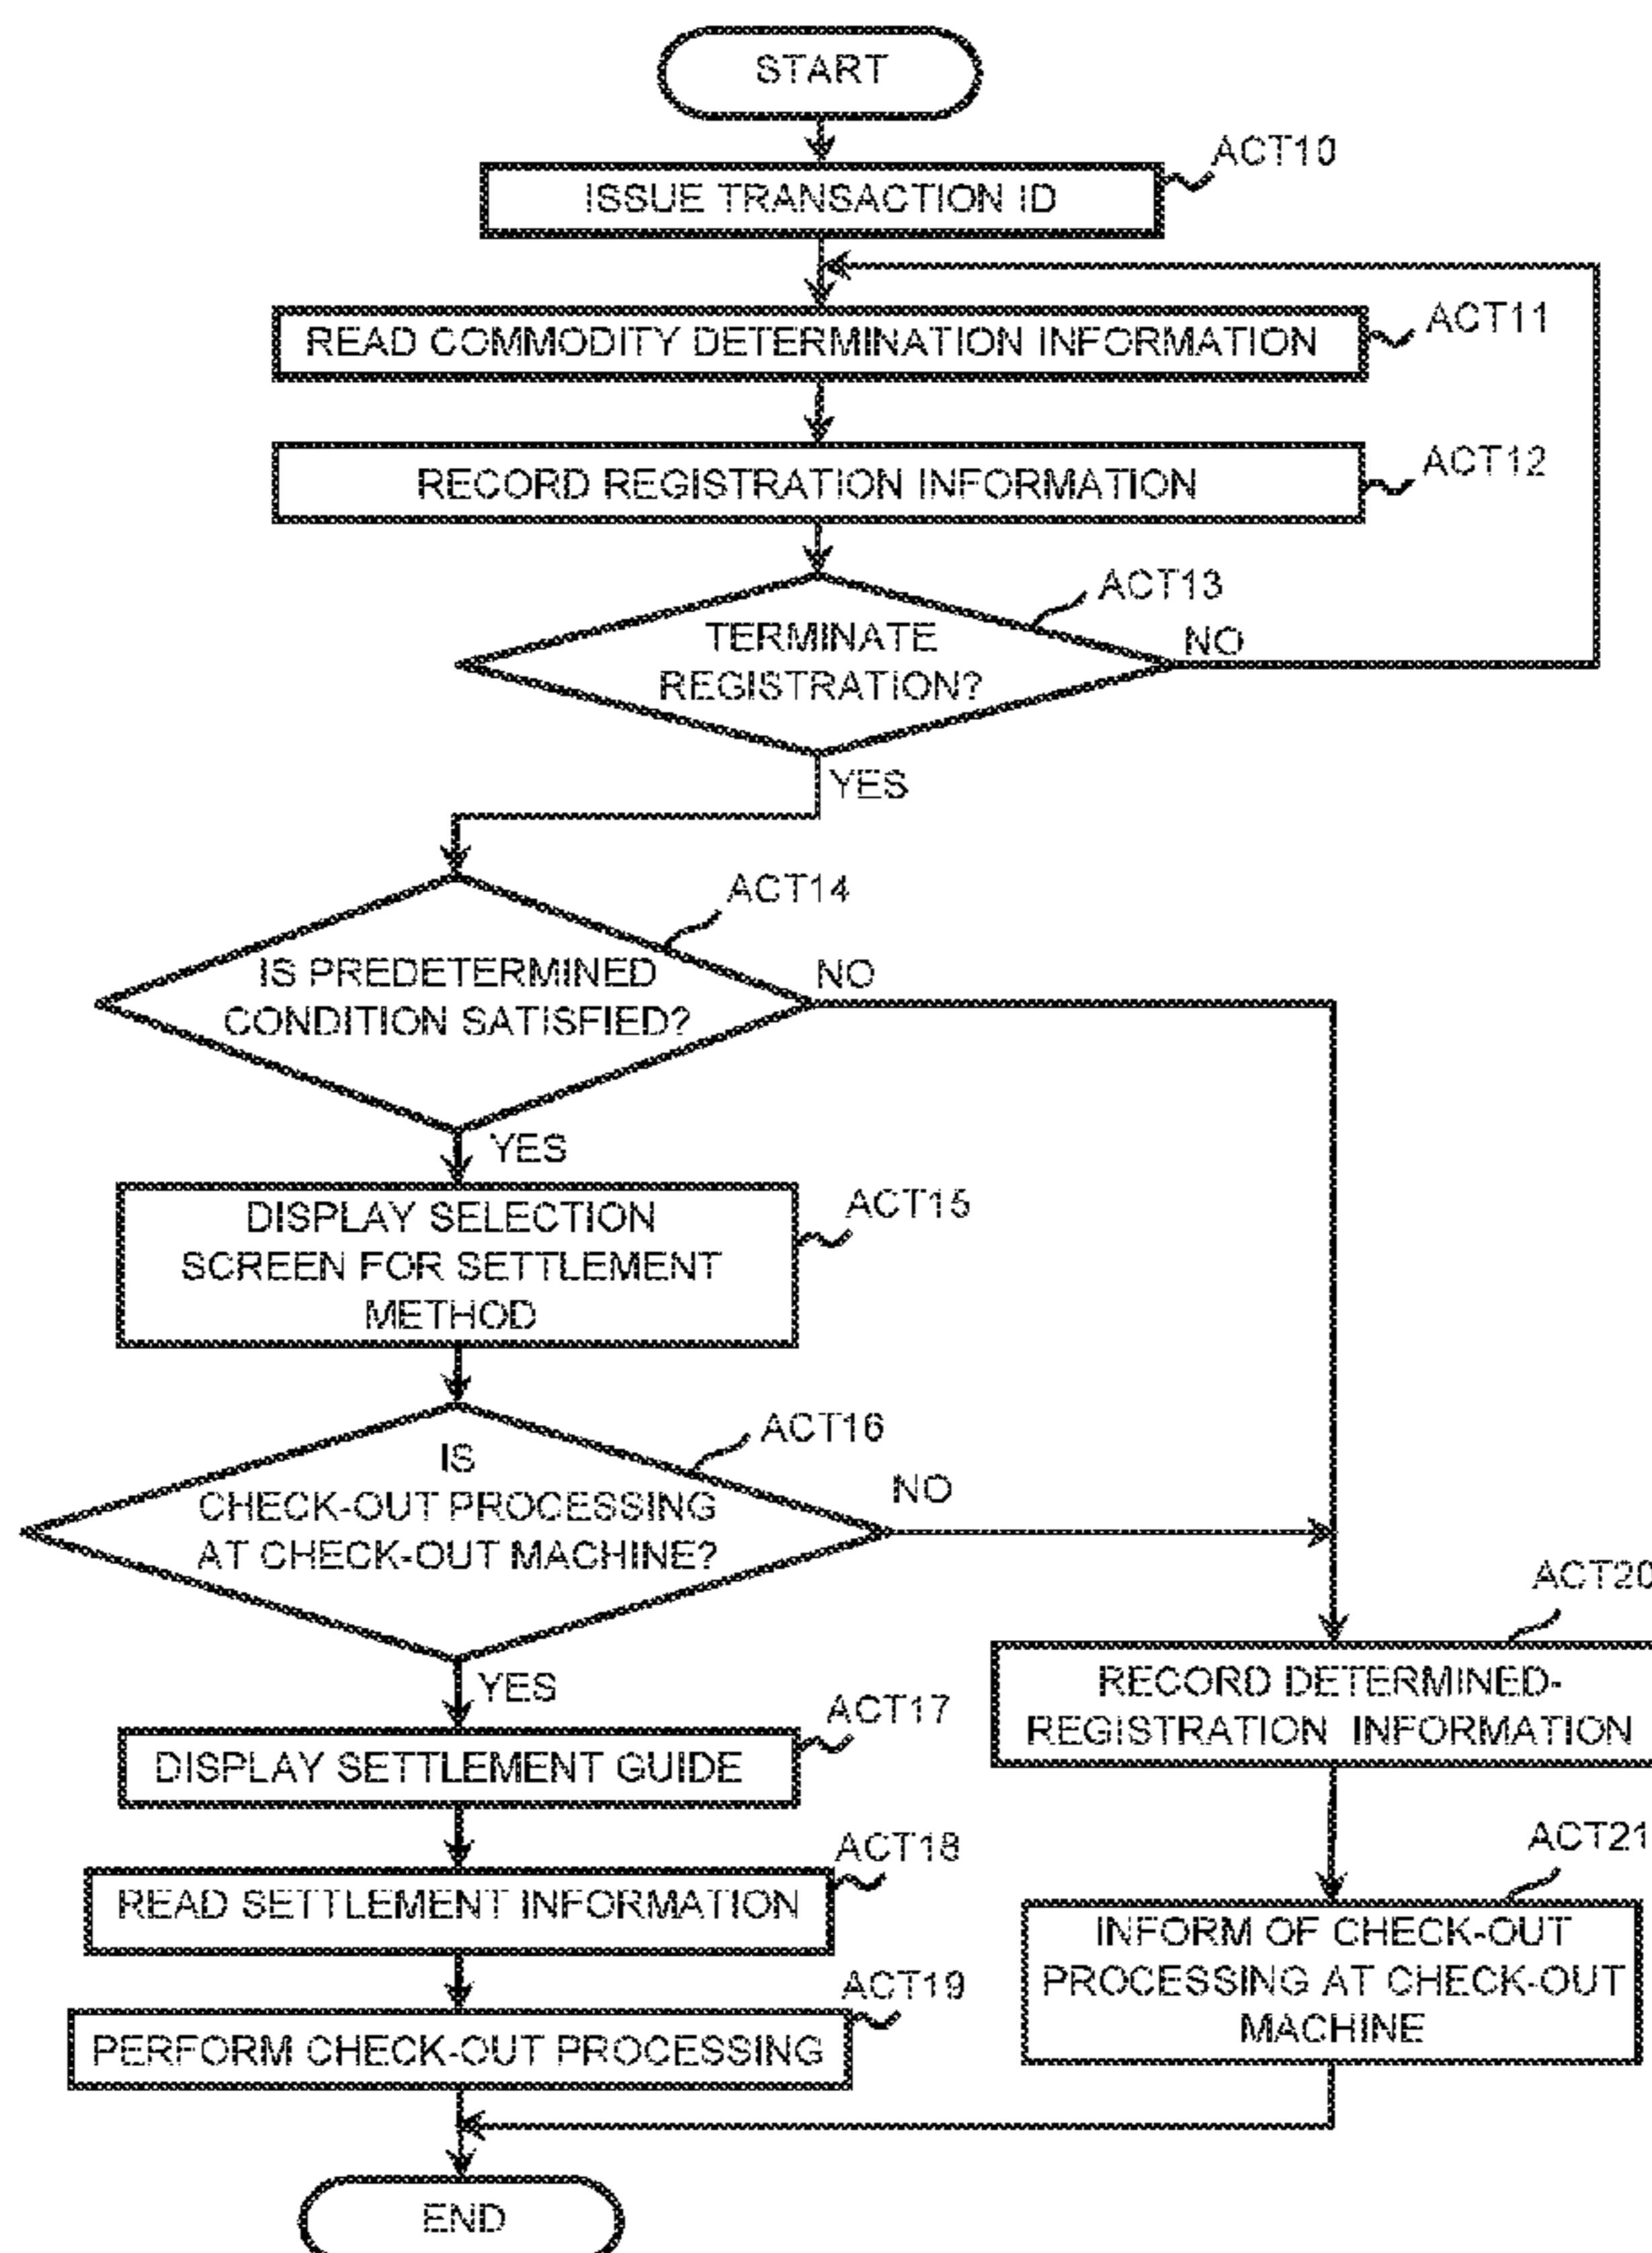 START
ACT10
ISSUE TRANSACTION ID
ACT11
READ COMMODITY DETERMINATION INFORMATION
ACT12
RECORD REGISTRATION INFORMATION
ACT13
TERMINATE
REGISTRATION?
NO
YES
ACT14
IS PREDETERMINED
CONDITION SATISFIED?
NO
YES
ACT15
DISPLAY SELECTION
SCREEN FOR SETTLEMENT
METHOD
ACT16
IS
CHECK-OUT PROCESSING
AT CHECK-OUT MACHINE?
NO
YES
ACT17
DISPLAY SETTLEMENT GUIDE
ACT18
READ SETTLEMENT INFORMATION
ACT19
PERFORM CHECK-OUT PROCESSING
ACT20
RECORD DETERMINED-
REGISTRATION INFORMATION
ACT21
INFORM OF CHECK-OUT
PROCESSING AT CHECK-OUT
MACHINE
END